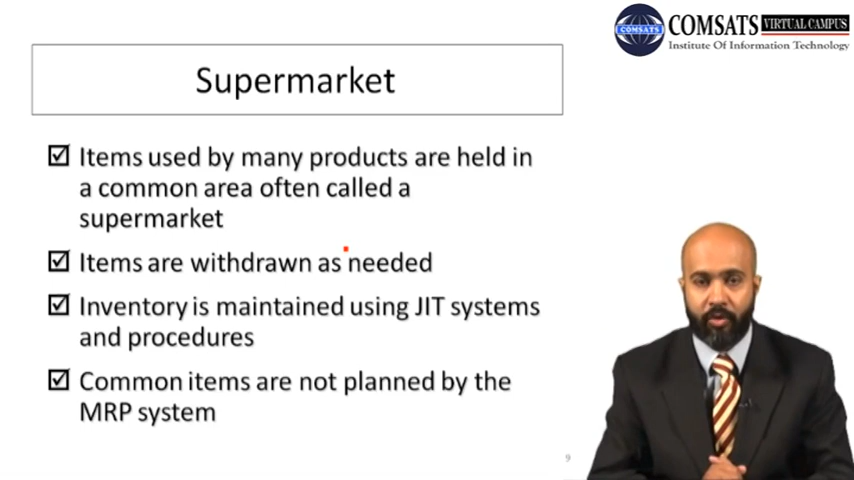 COMSATS VIRTUAL CAMPUS
Institute Of Information Technology
COMSATS
Supermarket
Items used by many products are held in
a common area often called a
supermarket
Items are withdrawn as needed
Inventory is maintained using JIT systems
and procedures
Common items are not planned by the
MRP system
9